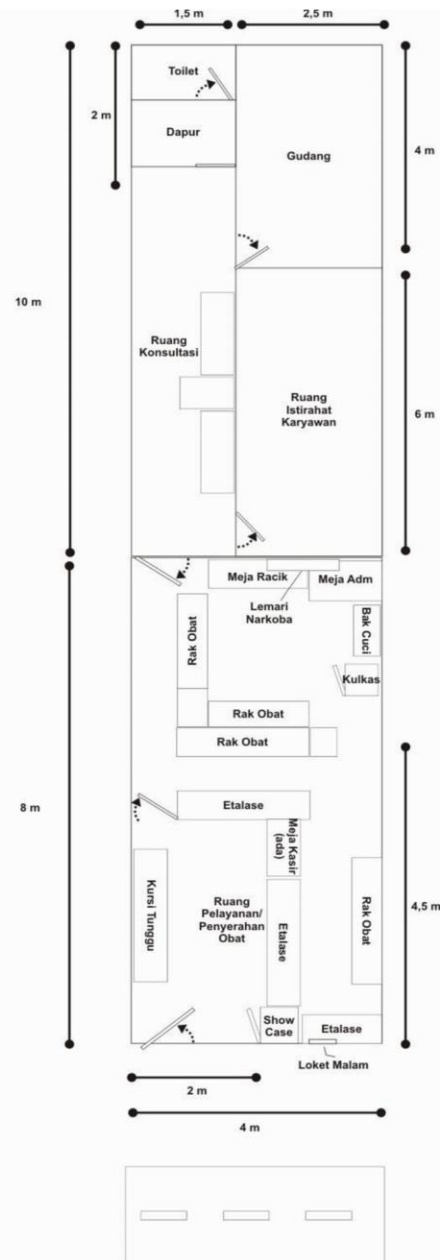 1,5 m
2,5 m
Toilet
2 m
Dapur
Gudang
4 m
10 m
Ruang
Konsultasi
Ruang
Istirahat
Karyawan
6 m
Meja Racik
Meja Adm
Lemari
Narkoba
Rak Obat
Bak Cuci
Kulkas
Rak Obat
Rak Obat
8 m
Etalase
Meja Kasir
(ada)
Kursi Tunggu
Ruang
Pelayanan/
Penyerahan
Obat
Etalase
Rak Obat
4,5 m
Show
Case
Etalase
Loket Malam
2 m
4 m